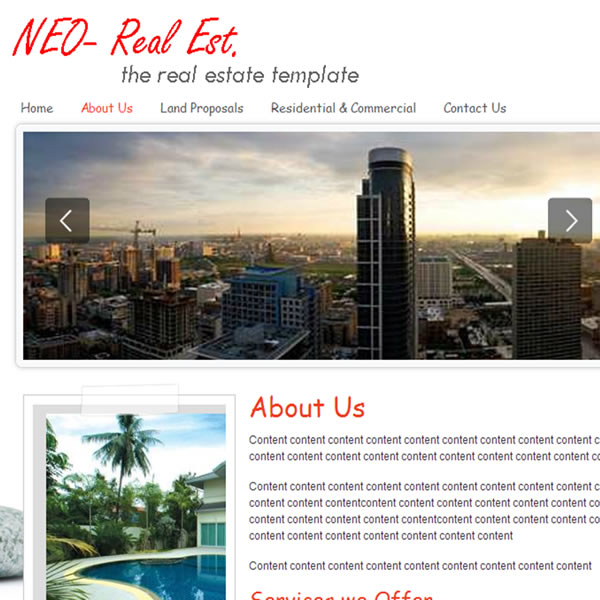 NEO- Real Est.
the real estate template
Home About Us Land Proposals Residential & Commercial Contact Us
About Us
Content content content content content content content content content
content content content content content content content content content
Content content content content content content content content content
content content contentcontent content content content content content
content content content content contentcontent content content content
content content content content content content content
Content content content content content content content content content
Services we Offer